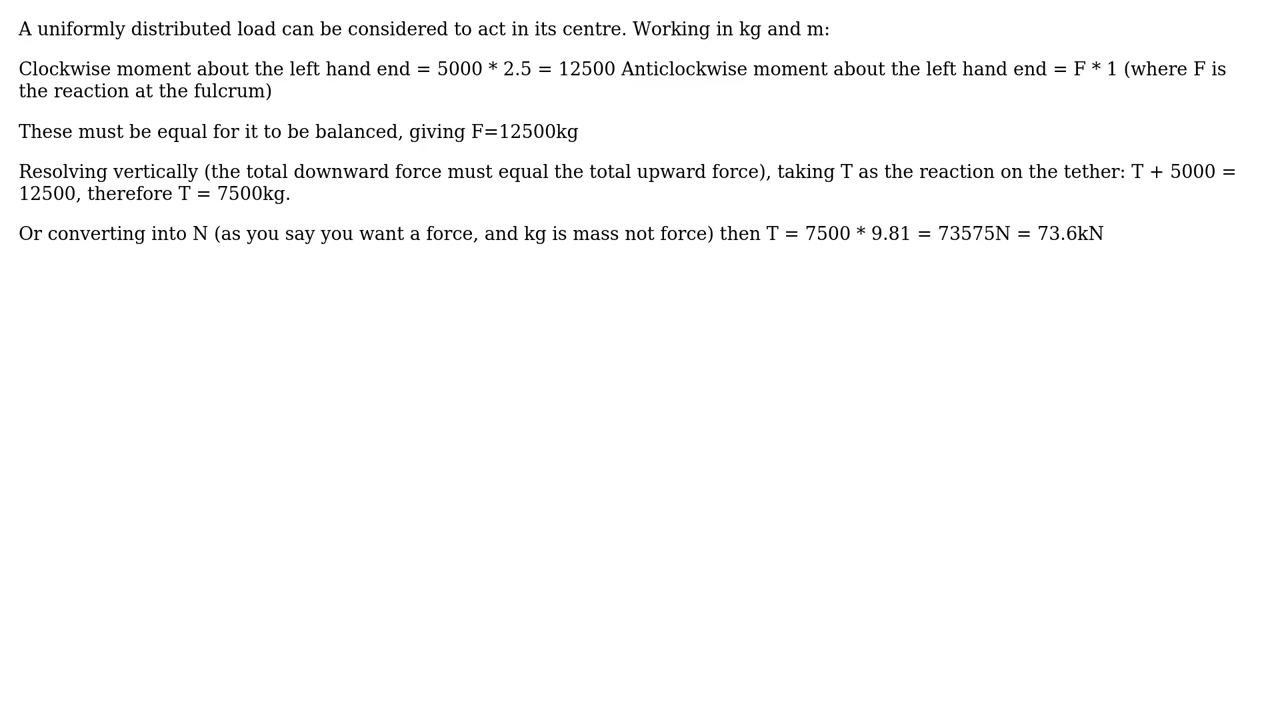 A uniformly distributed load can be considered to act in its centre. Working in kg and m:
Clockwise moment about the left hand end = 5000 * 2.5 = 12500 Anticlockwise moment about the left hand end = F * 1 (where F is
the reaction at the fulcrum)
These must be equal for it to be balanced, giving F=12500kg
Resolving vertically (the total downward force must equal the total upward force), taking T as the reaction on the tether: T + 5000 =
12500, therefore T = 7500kg.
Or converting into N (as you say you want a force, and kg is mass not force) then T = 7500 * 9.81 = 73575N = 73.6kN